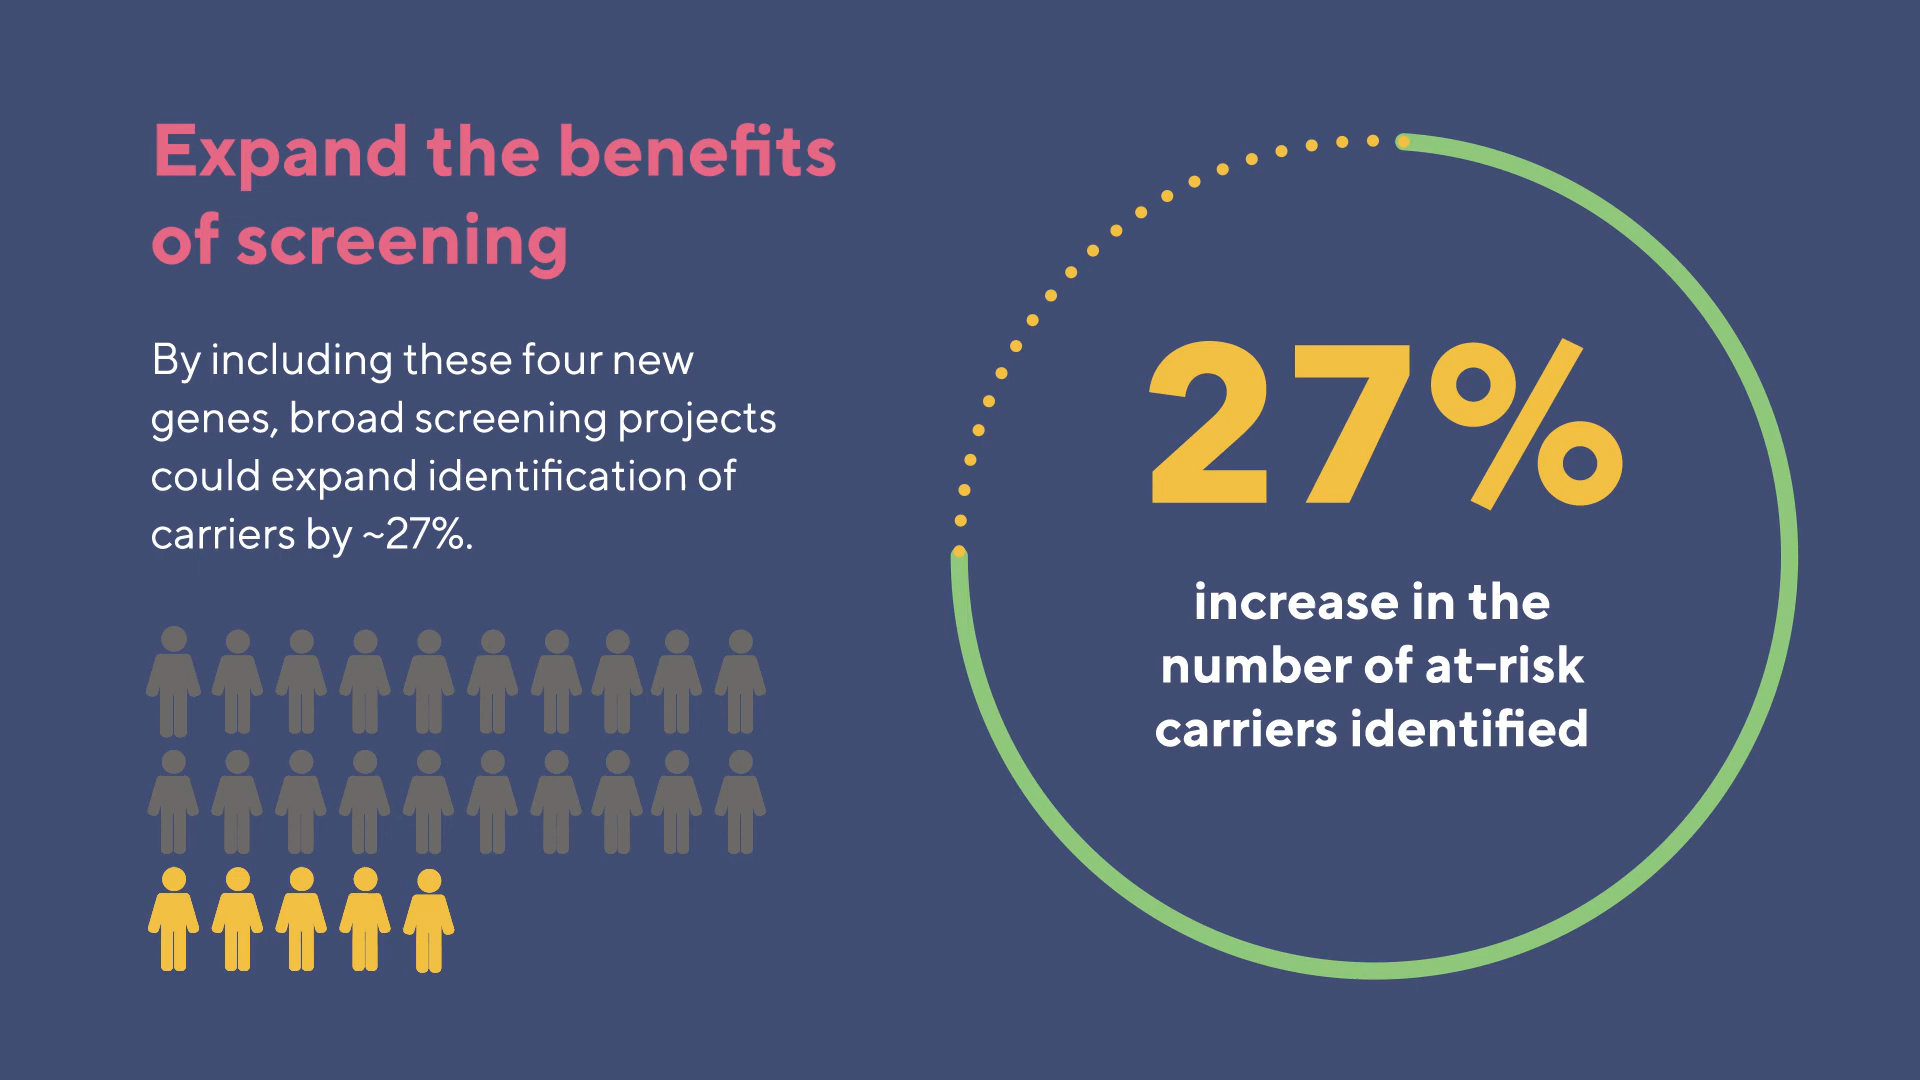 Expand the benefits
of screening
By including these four new
genes, broad screening projects
could expand identification of
carriers by ~27%.
27%
increase in the
number of at-risk
carriers identified